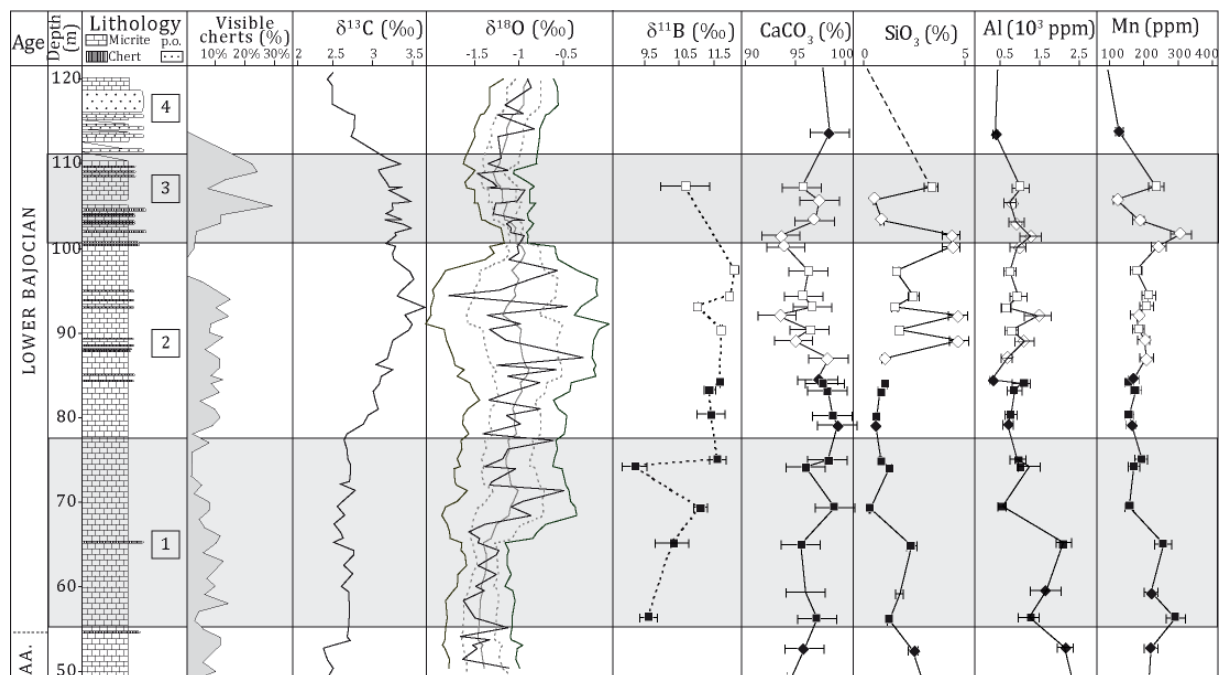 Age
Depth (m)
Lithology
Micrite p.o.
Chert
Visible cherts (%)
10% 20% 30%
δ¹³C (‰)
2 2.5 3 3.5 4
δ¹⁸O (‰)
-1.5 -1 -0.5
δ¹¹B (‰)
9.5 10.5 11.5
CaCO₃ (%)
90 95 100
SiO₃ (%)
0 5
Al (10³ ppm)
0.5 1.5 2.5
Mn (ppm)
100 200 300 400
LOWER BAJOCIAN
AA.
120
110
100
90
80
70
60
50
4
3
2
1